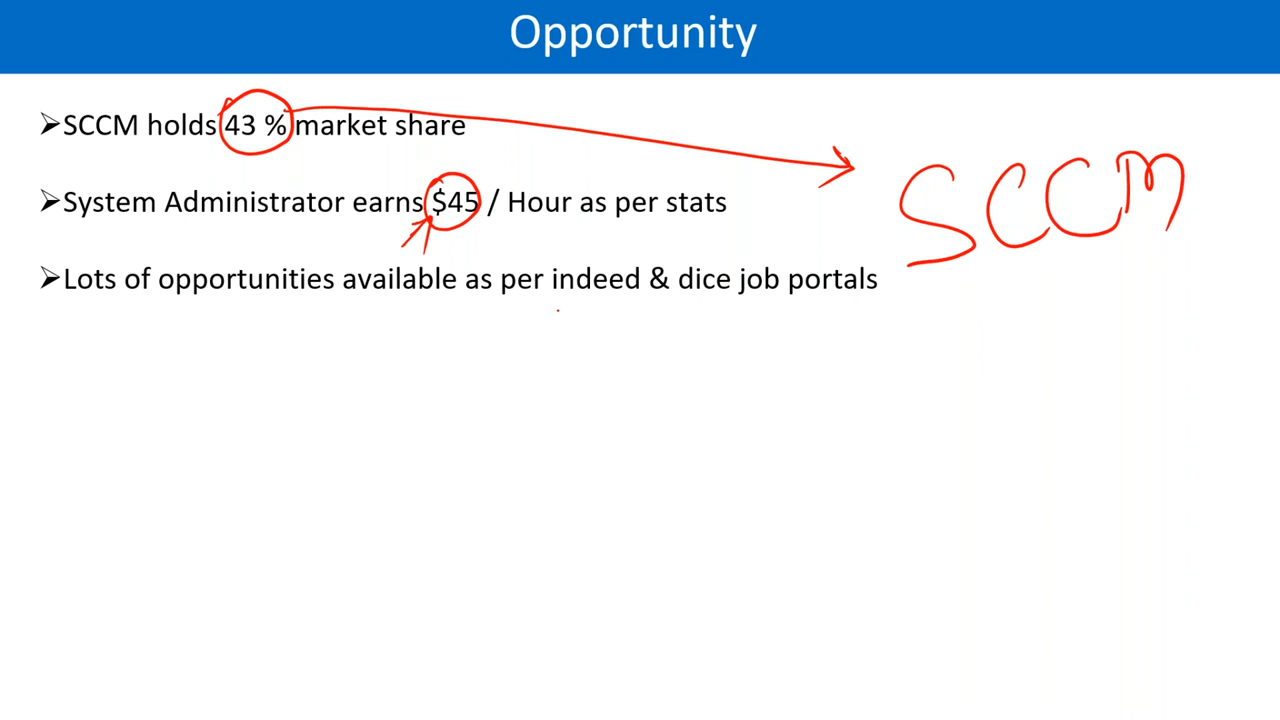 Opportunity
➢SCCM holds 43 % market share
➢System Administrator earns $45 / Hour as per stats
➢Lots of opportunities available as per indeed & dice job portals
SCCM